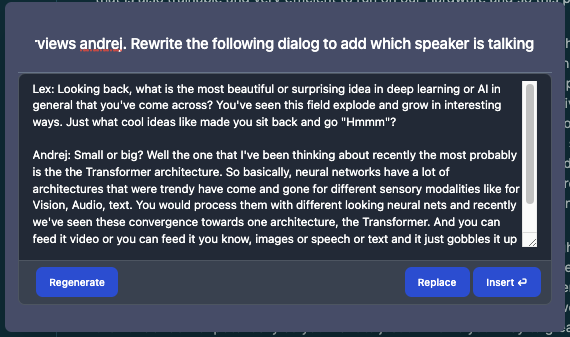 views andrej. Rewrite the following dialog to add which speaker is talking
Lex: Looking back, what is the most beautiful or surprising idea in deep learning or AI in
general that you've come across? You've seen this field explode and grow in interesting
ways. Just what cool ideas like made you sit back and go "Hmmm"?
Andrej: Small or big? Well the one that I've been thinking about recently the most probably
is the the Transformer architecture. So basically, neural networks have a lot of
architectures that were trendy have come and gone for different sensory modalities like for
Vision, Audio, text. You would process them with different looking neural nets and recently
we've seen these convergence towards one architecture, the Transformer. And you can
feed it video or you can feed it you know, images or speech or text and it just gobbles it up
Regenerate
Replace
Insert ⏎